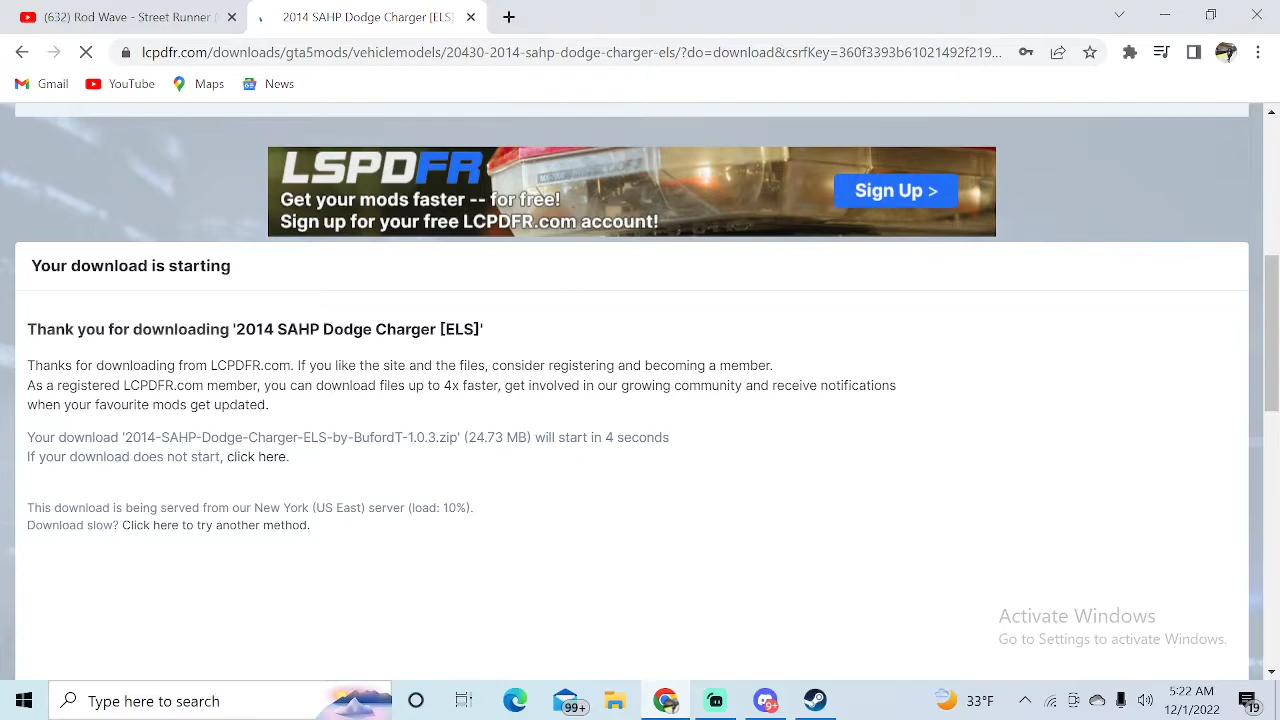 (632) Rod Wave - Street Runner (
2014 SAHP Dodge Charger [ELS]
lcpdfr.com/downloads/gta5mods/vehiclemodels/20430-2014-sahp-dodge-charger-els/?do=download&csrfKey=360f3393b61021492f219...
Gmail
YouTube
Maps
News
LSPDFR
Get your mods faster -- for free!
Sign up for your free LCPDFR.com account!
Sign Up >
Your download is starting
Thank you for downloading '2014 SAHP Dodge Charger [ELS]'
Thanks for downloading from LCPDFR.com. If you like the site and the files, consider registering and becoming a member.
As a registered LCPDFR.com member, you can download files up to 4x faster, get involved in our growing community and receive notifications
when your favourite mods get updated.
Your download '2014-SAHP-Dodge-Charger-ELS-by-BufordT-1.0.3.zip' (24.73 MB) will start in 4 seconds
If your download does not start, click here.
This download is being served from our New York (US East) server (load: 10%).
Download slow? Click here to try another method.
Activate Windows
Go to Settings to activate Windows.
Type here to search
99+
9+
33°F
5:22 AM
12/1/2022
19